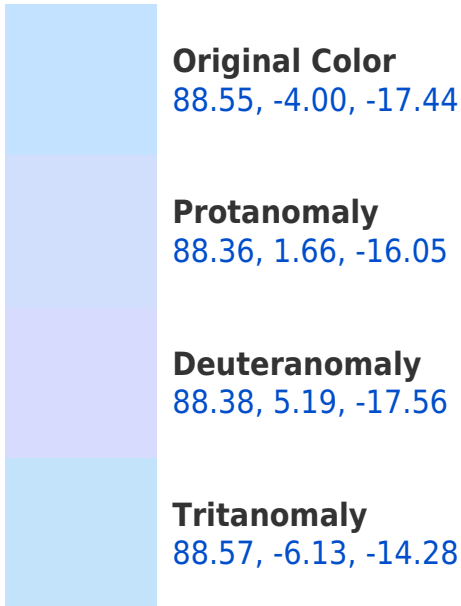 Original Color
88.55, -4.00, -17.44
Protanomaly
88.36, 1.66, -16.05
Deuteranomaly
88.38, 5.19, -17.56
Tritanomaly
88.57, -6.13, -14.28